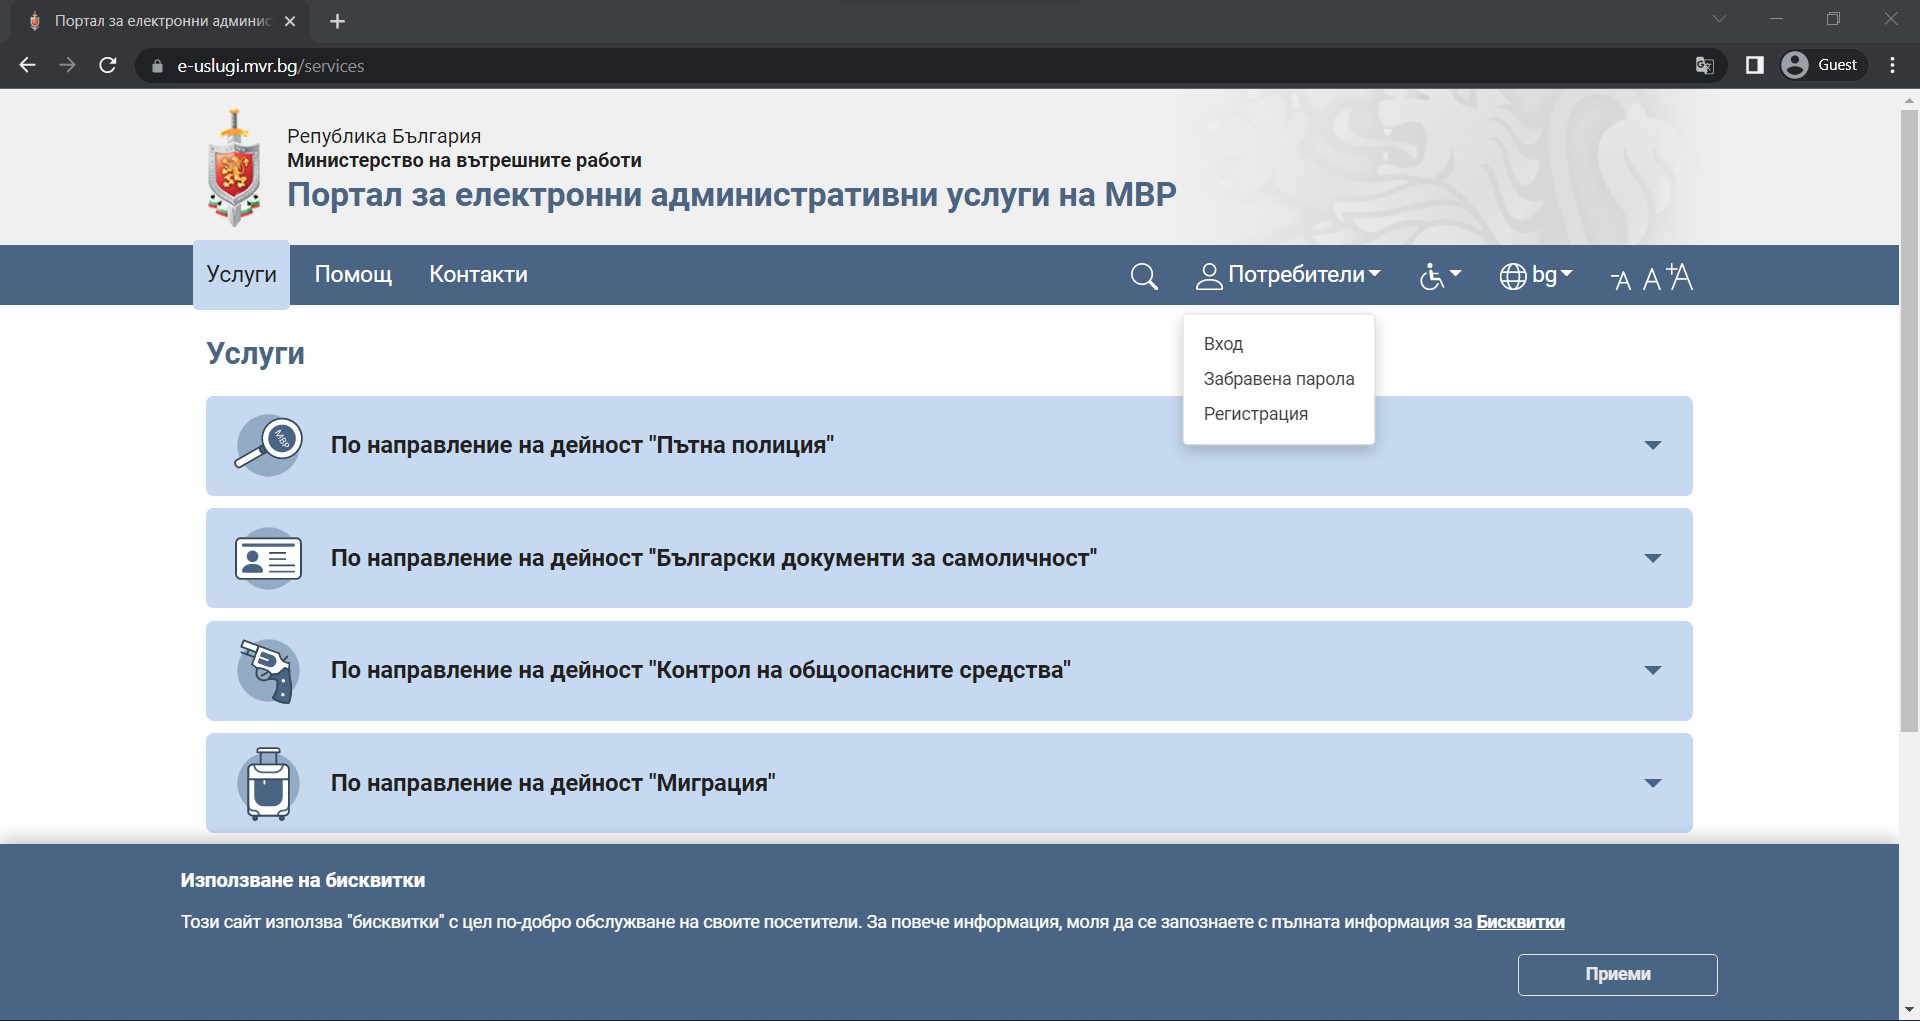 Портал за електронни админис
e-uslugi.mvr.bg/services
Guest
Република България
Министерство на вътрешните работи
Портал за електронни административни услуги на МВР
Услуги Помощ Контакти Потребители bg -A A +A
Вход
Забравена парола
Регистрация
Услуги
МВР
По направление на дейност "Пътна полиция"
По направление на дейност "Български документи за самоличност"
По направление на дейност "Контрол на общоопасните средства"
По направление на дейност "Миграция"
Използване на бисквитки
Този сайт използва "бисквитки" с цел по-добро обслужване на своите посетители. За повече информация, моля да се запознаете с пълната информация за Бисквитки
Приеми